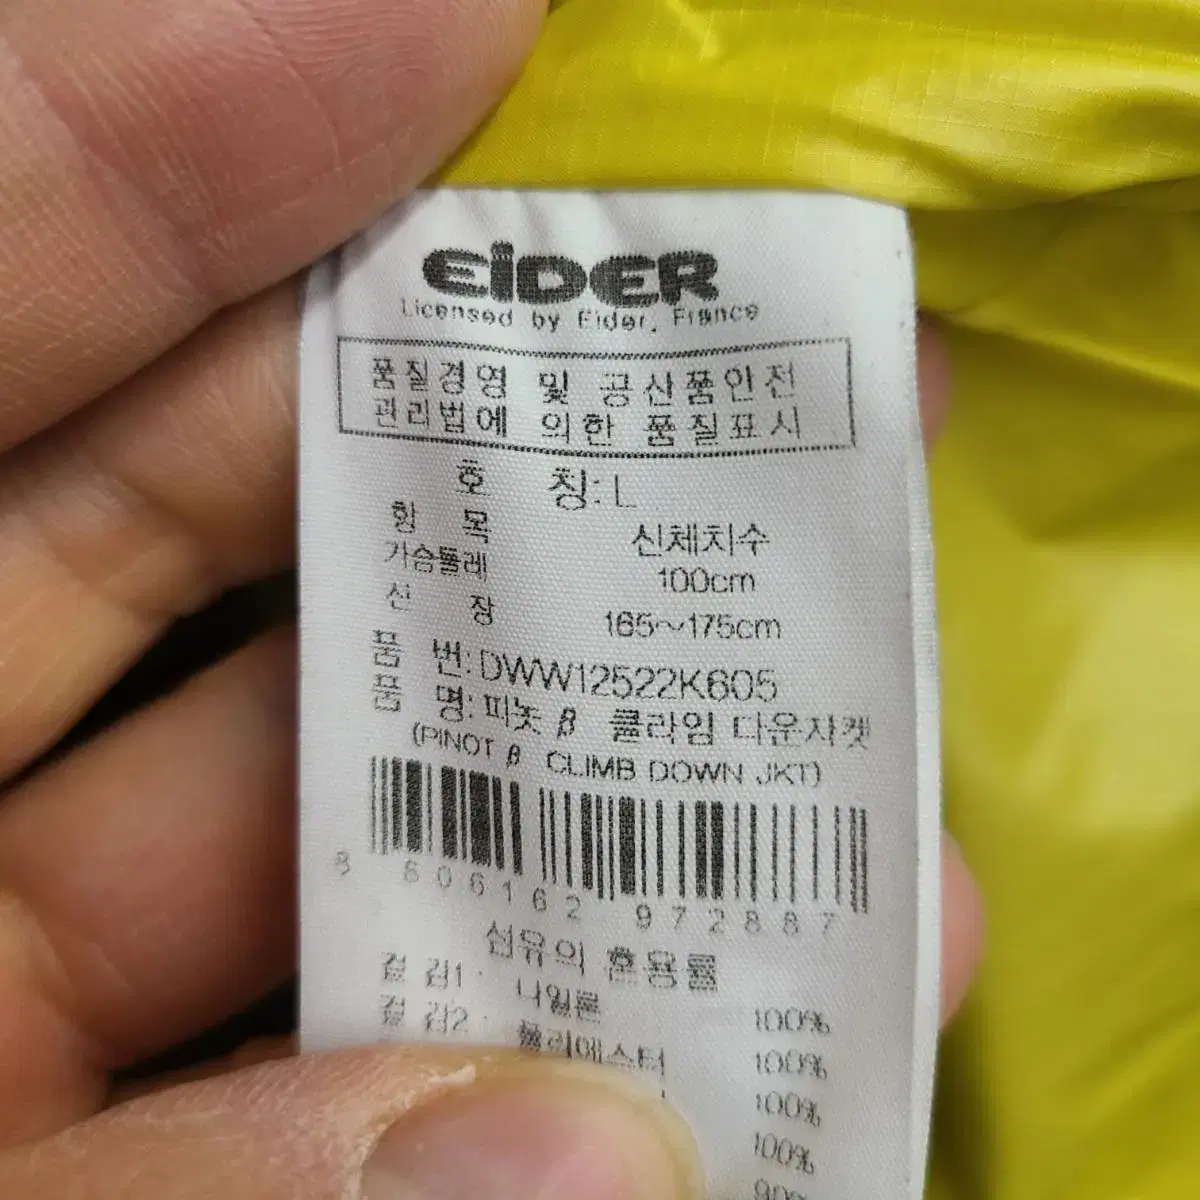 EiDER
Licensed by Eider, France
품질경영 및 공산품안전
관리법에 의한 품질표시
호 칭: L
항 목 신체치수
가슴둘레 100cm
신 장 165~175cm
품 번: DWW12522K605
품 명: 피놋 β 클라임 다운자켓
(PINOT β CLIMB DOWN JKT)
8 806162 972887
섬유의 혼용률
겉 감1 : 나일론 100%
겉 감2 : 폴리에스터 100%
100%
100%
90%